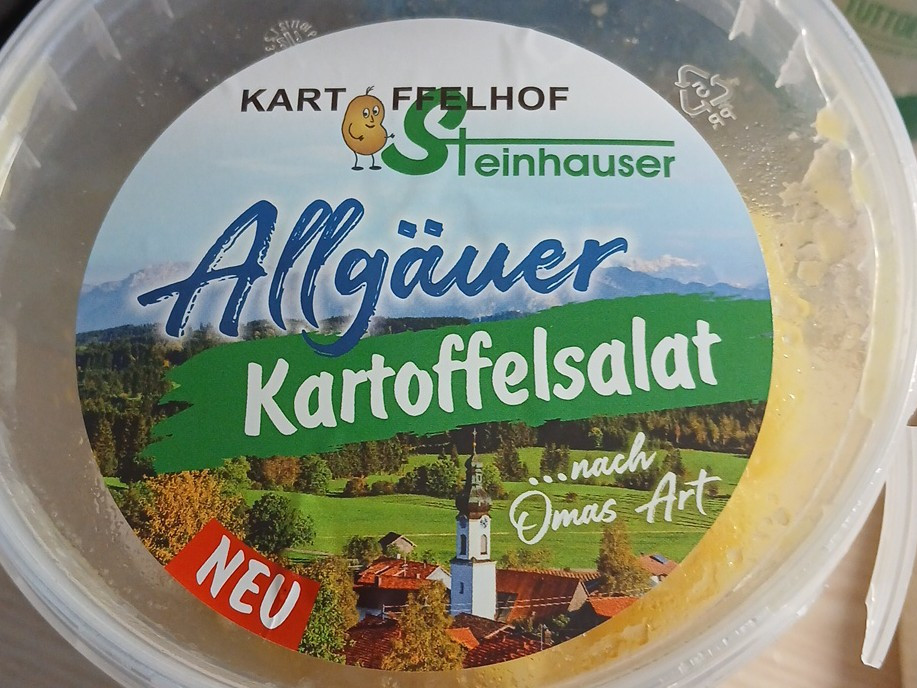 KARTOFFELHOF
Steinhauser
Allgäuer
Kartoffelsalat
...nach
Omas Art
NEU